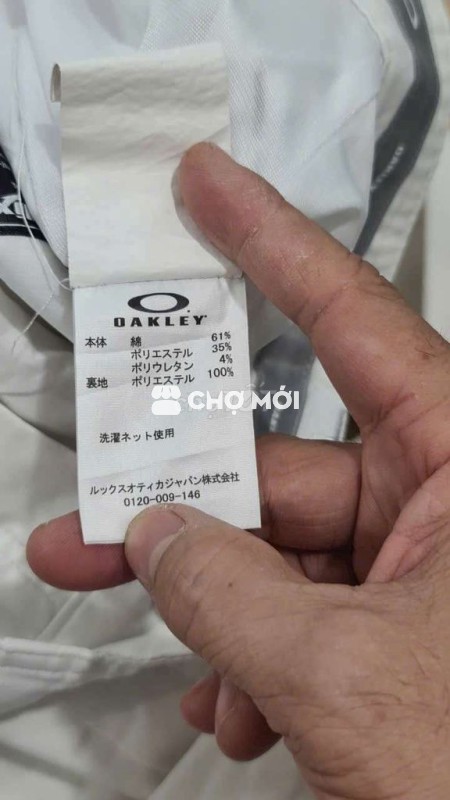 OAKLEY
本体 綿 61%
ポリエステル 35%
ポリウレタン 4%
裏地 ポリエステル 100%
CHỢ MỚI
洗濯ネット使用
ルックスオティカジャパン株式会社
0120-009-146